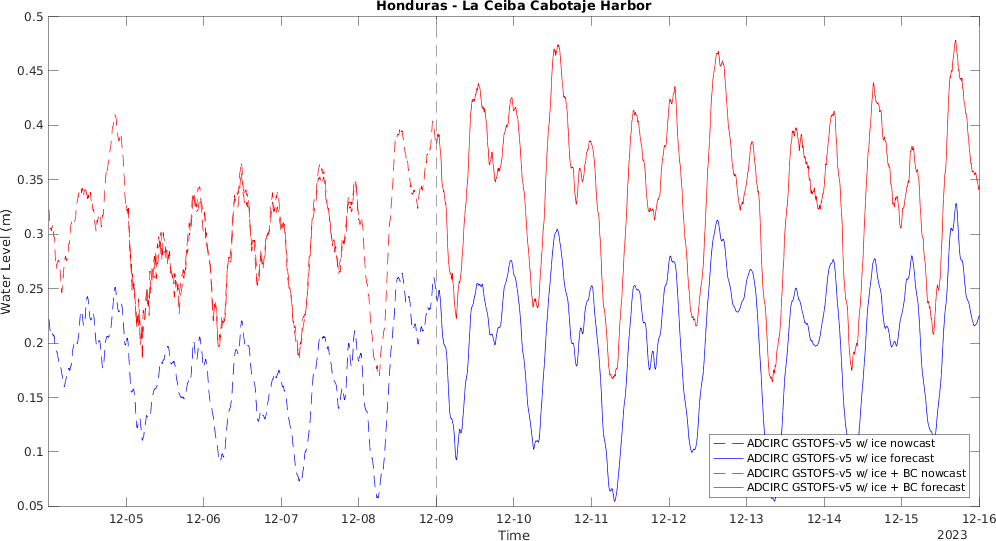 Honduras - La Ceiba Cabotaje Harbor
Water Level (m)
0.5
0.45
0.4
0.35
0.3
0.25
0.2
0.15
0.1
0.05
ADCIRC GSTOFS-v5 w/ ice nowcast
ADCIRC GSTOFS-v5 w/ ice forecast
ADCIRC GSTOFS-v5 w/ ice + BC nowcast
ADCIRC GSTOFS-v5 w/ ice + BC forecast
12-05 12-06 12-07 12-08 12-09 12-10 12-11 12-12 12-13 12-14 12-15 12-16
Time
2023